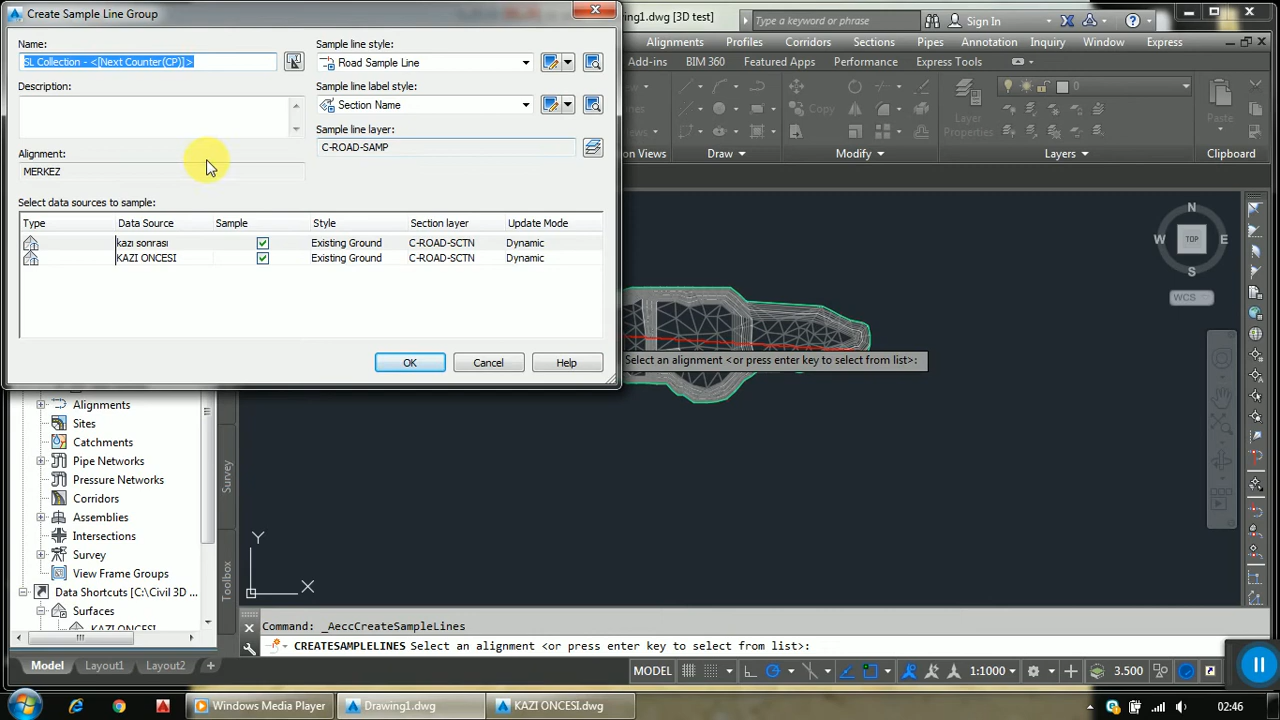 Create Sample Line Group
1.dwg [3D test]
Type a keyword or phrase
Sign In
Alignments Profiles Corridors Sections Pipes Annotation Inquiry Window Express
Add-ins BIM 360 Featured Apps Performance
Name:
SL Collection - <[Next Counter(CP)]>
Description:
Alignment:
MERKEZ
Sample line style:
Road Sample Line
Sample line label style:
Section Name
Sample line layer:
C-ROAD-SAMP
Copy
Layer
Properties
Paste
Draw
Modify
Layers
Clipboard
Select data sources to sample:
Type Data Source Sample Style Section layer Update Mode
kazı sonrası Existing Ground C-ROAD-SCTN Dynamic
KAZI ONCESI Existing Ground C-ROAD-SCTN Dynamic
OK Cancel Help
N
W TOP E
S
WCS
Select an alignment <or press enter key to select from list>:
Alignments
Sites
Catchments
Pipe Networks
Pressure Networks
Corridors
Assemblies
Intersections
Survey
View Frame Groups
Data Shortcuts [C:\Civil 3D ...
Surfaces
Survey
Toolbox
Y
X
Command: _AeccCreateSampleLines
CREATESAMPLELINES Select an alignment <or press enter key to select from list>:
Model Layout1 Layout2 +
MODEL 1:1000 3.500
Windows Media Player Drawing1.dwg KAZI ONCESI.dwg 02:46